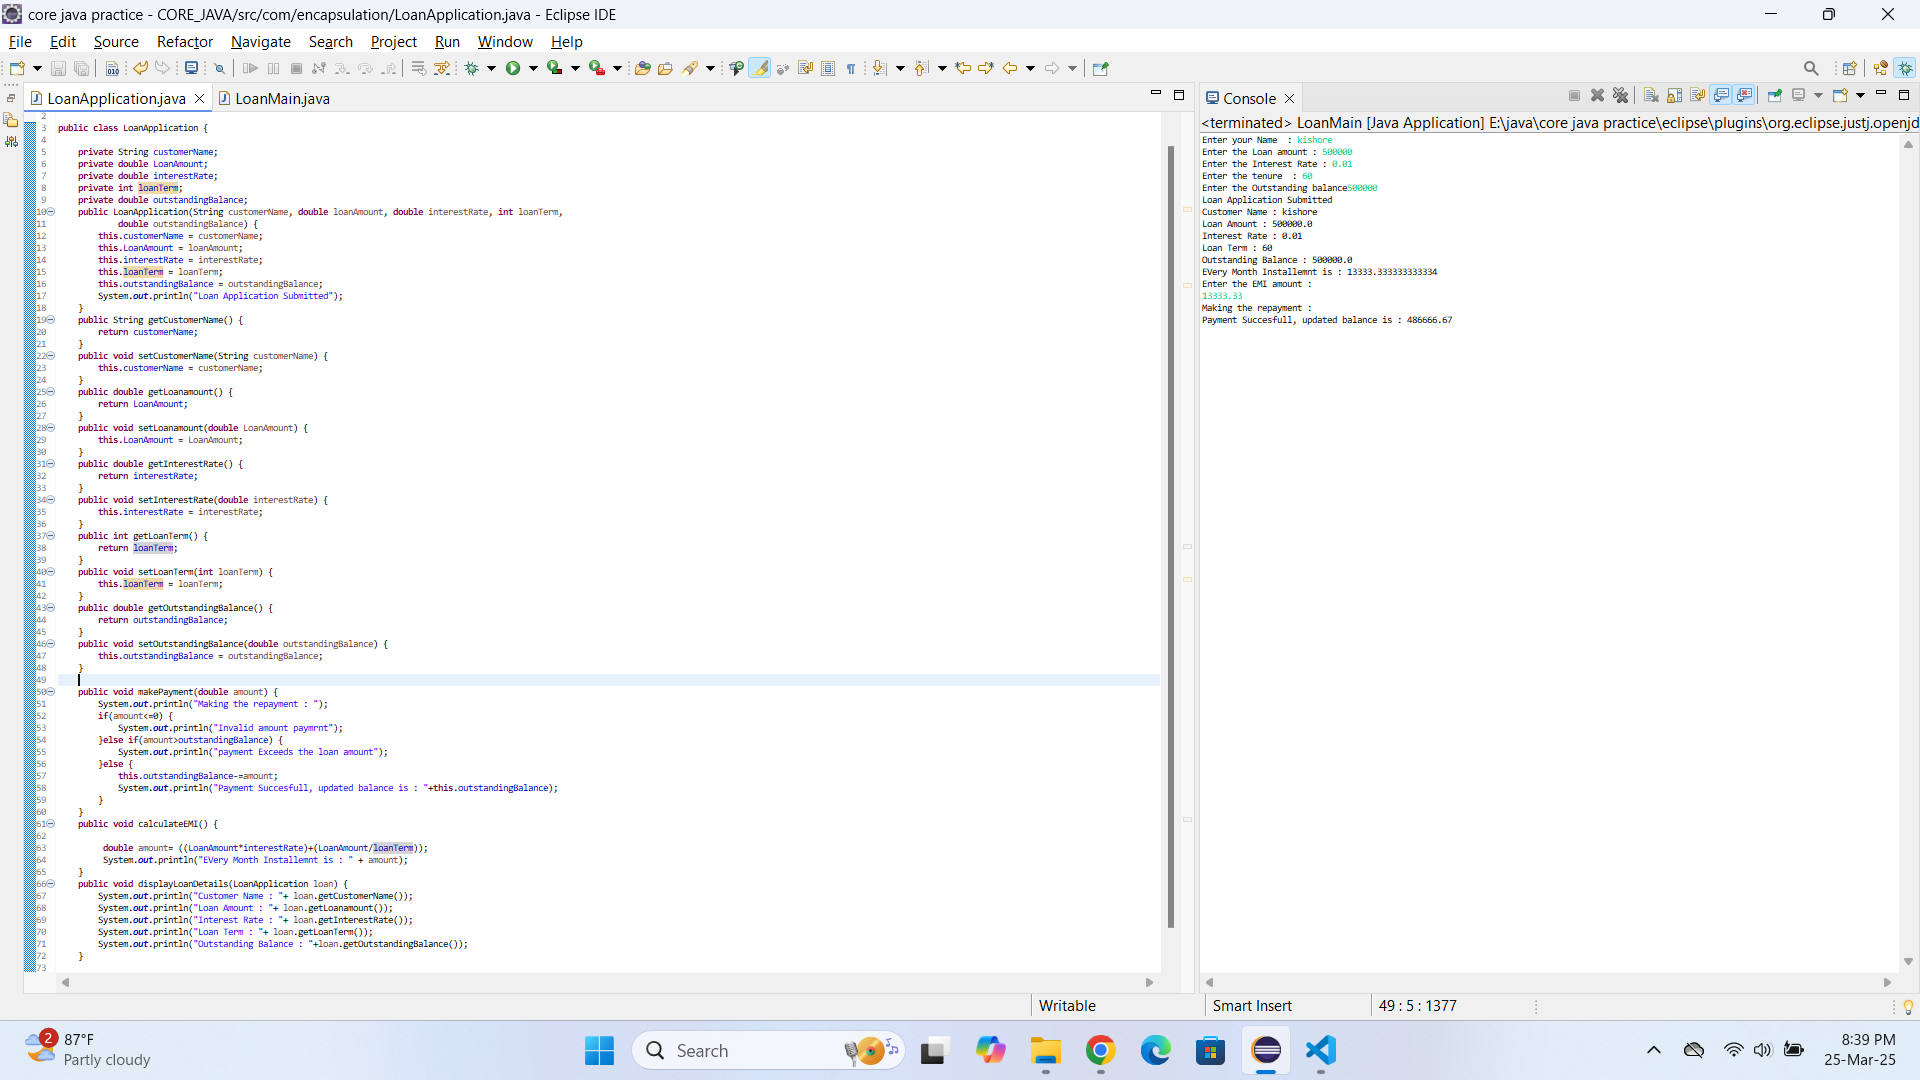 core java practice - CORE_JAVA/src/com/encapsulation/LoanApplication.java - Eclipse IDE
File Edit Source Refactor Navigate Search Project Run Window Help
LoanApplication.java
LoanMain.java
2
3 public class LoanApplication {
4
5 private String customerName;
6 private double LoanAmount;
7 private double interestRate;
8 private int loanTerm;
9 private double outstandingBalance;
10 public LoanApplication(String customerName, double loanAmount, double interestRate, int loanTerm,
11 double outstandingBalance) {
12 this.customerName = customerName;
13 this.LoanAmount = loanAmount;
14 this.interestRate = interestRate;
15 this.loanTerm = loanTerm;
16 this.outstandingBalance = outstandingBalance;
17 System.out.println("Loan Application Submitted");
18 }
19 public String getCustomerName() {
20 return customerName;
21 }
22 public void setCustomerName(String customerName) {
23 this.customerName = customerName;
24 }
25 public double getLoanamount() {
26 return LoanAmount;
27 }
28 public void setLoanamount(double LoanAmount) {
29 this.LoanAmount = LoanAmount;
30 }
31 public double getInterestRate() {
32 return interestRate;
33 }
34 public void setInterestRate(double interestRate) {
35 this.interestRate = interestRate;
36 }
37 public int getLoanTerm() {
38 return loanTerm;
39 }
40 public void setLoanTerm(int loanTerm) {
41 this.loanTerm = loanTerm;
42 }
43 public double getOutstandingBalance() {
44 return outstandingBalance;
45 }
46 public void setOutstandingBalance(double outstandingBalance) {
47 this.outstandingBalance = outstandingBalance;
48 }
49
50 public void makePayment(double amount) {
51 System.out.println("Making the repayment : ");
52 if(amount<=0) {
53 System.out.println("Invalid amount paymrnt");
54 }else if(amount>outstandingBalance) {
55 System.out.println("payment Exceeds the loan amount");
56 }else {
57 this.outstandingBalance-=amount;
58 System.out.println("Payment Succesfull, updated balance is : "+this.outstandingBalance);
59 }
60 }
61 public void calculateEMI() {
62
63 double amount= ((LoanAmount*interestRate)+(LoanAmount/loanTerm));
64 System.out.println("EVery Month Installemnt is : " + amount);
65 }
66 public void displayLoanDetails(LoanApplication loan) {
67 System.out.println("Customer Name : "+ loan.getCustomerName());
68 System.out.println("Loan Amount : "+ loan.getLoanamount());
69 System.out.println("Interest Rate : "+ loan.getInterestRate());
70 System.out.println("Loan Term : "+ loan.getLoanTerm());
71 System.out.println("Outstanding Balance : "+loan.getOutstandingBalance());
72 }
73
Console
<terminated> LoanMain [Java Application] E:\java\core java practice\eclipse\plugins\org.eclipse.justj.openjd
Enter your Name  : kishore
Enter the Loan amount : 500000
Enter the Interest Rate : 0.01
Enter the tenure  : 60
Enter the Outstanding balance500000
Loan Application Submitted
Customer Name : kishore
Loan Amount : 500000.0
Interest Rate : 0.01
Loan Term : 60
Outstanding Balance : 500000.0
EVery Month Installemnt is : 13333.333333333334
Enter the EMI amount :
13333.33
Making the repayment :
Payment Succesfull, updated balance is : 486666.67
Writable
Smart Insert
49 : 5 : 1377
2
87°F
Partly cloudy
Search
8:39 PM
25-Mar-25